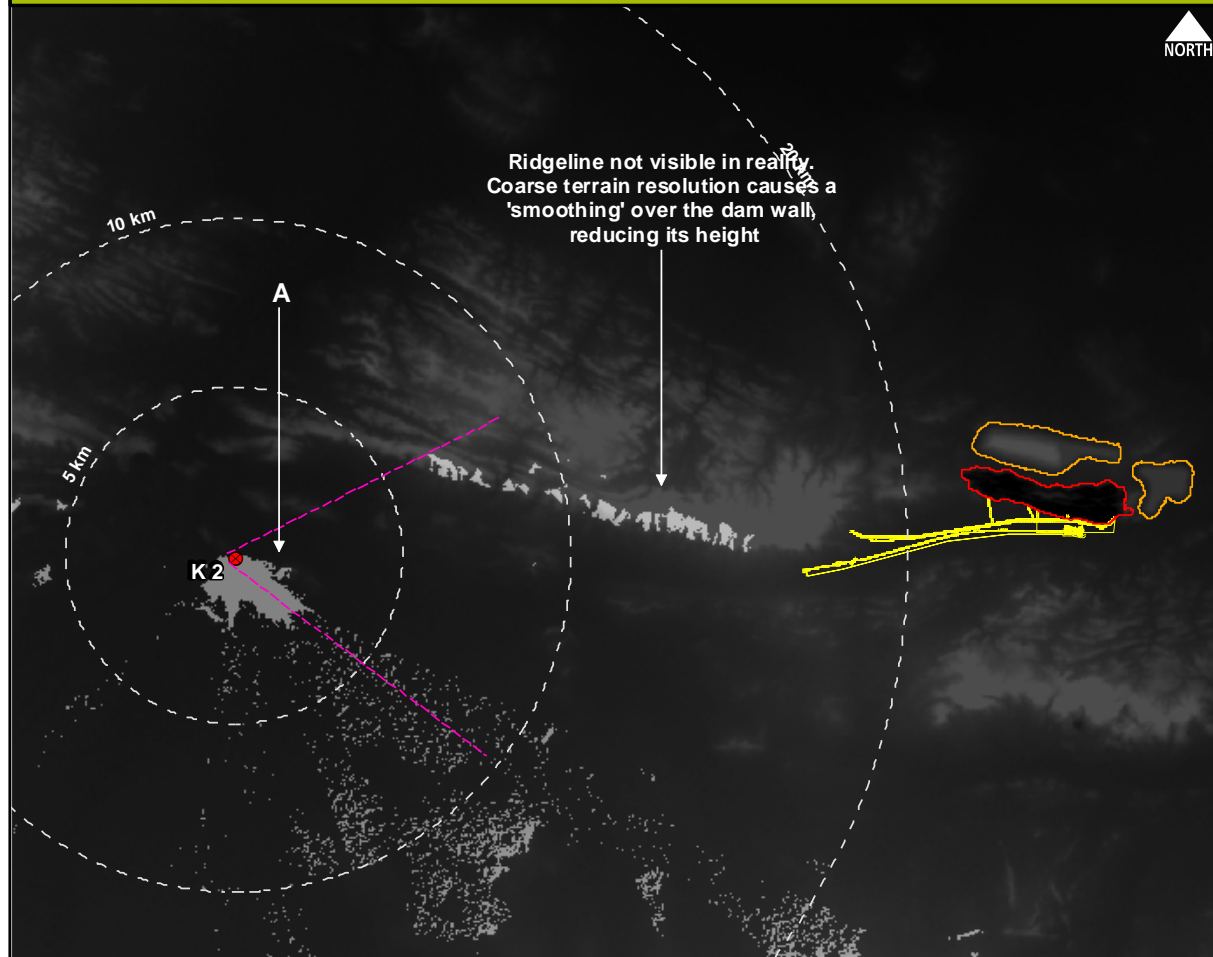 NORTH
Ridgeline not visible in reality.
Coarse terrain resolution causes a
'smoothing' over the dam wall,
reducing its height
20 km
10 km
A
5 km
K 2